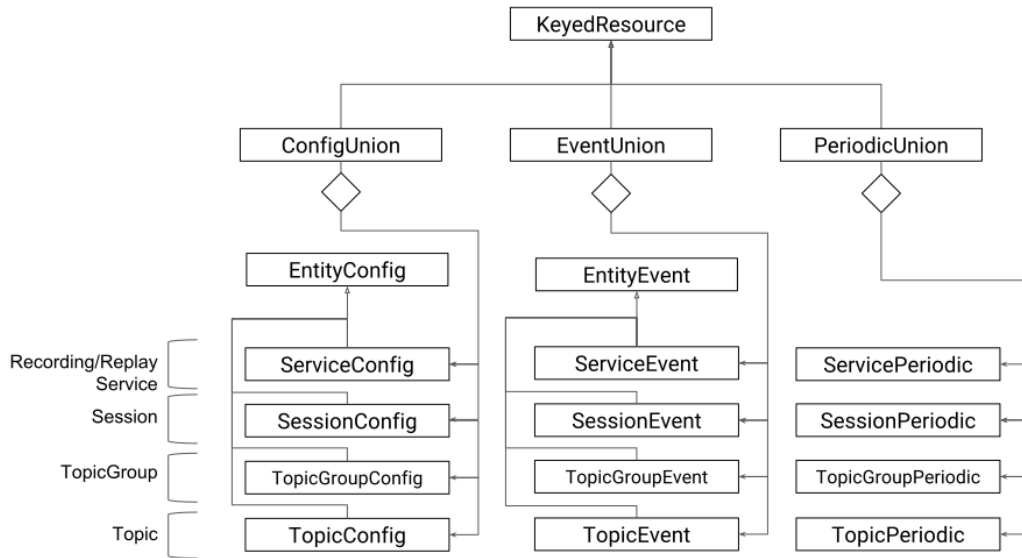 KeyedResource
ConfigUnion
EventUnion
PeriodicUnion
EntityConfig
EntityEvent
Recording/Replay
Service
ServiceConfig
ServiceEvent
ServicePeriodic
Session
SessionConfig
SessionEvent
SessionPeriodic
TopicGroup
TopicGroupConfig
TopicGroupEvent
TopicGroupPeriodic
Topic
TopicConfig
TopicEvent
TopicPeriodic